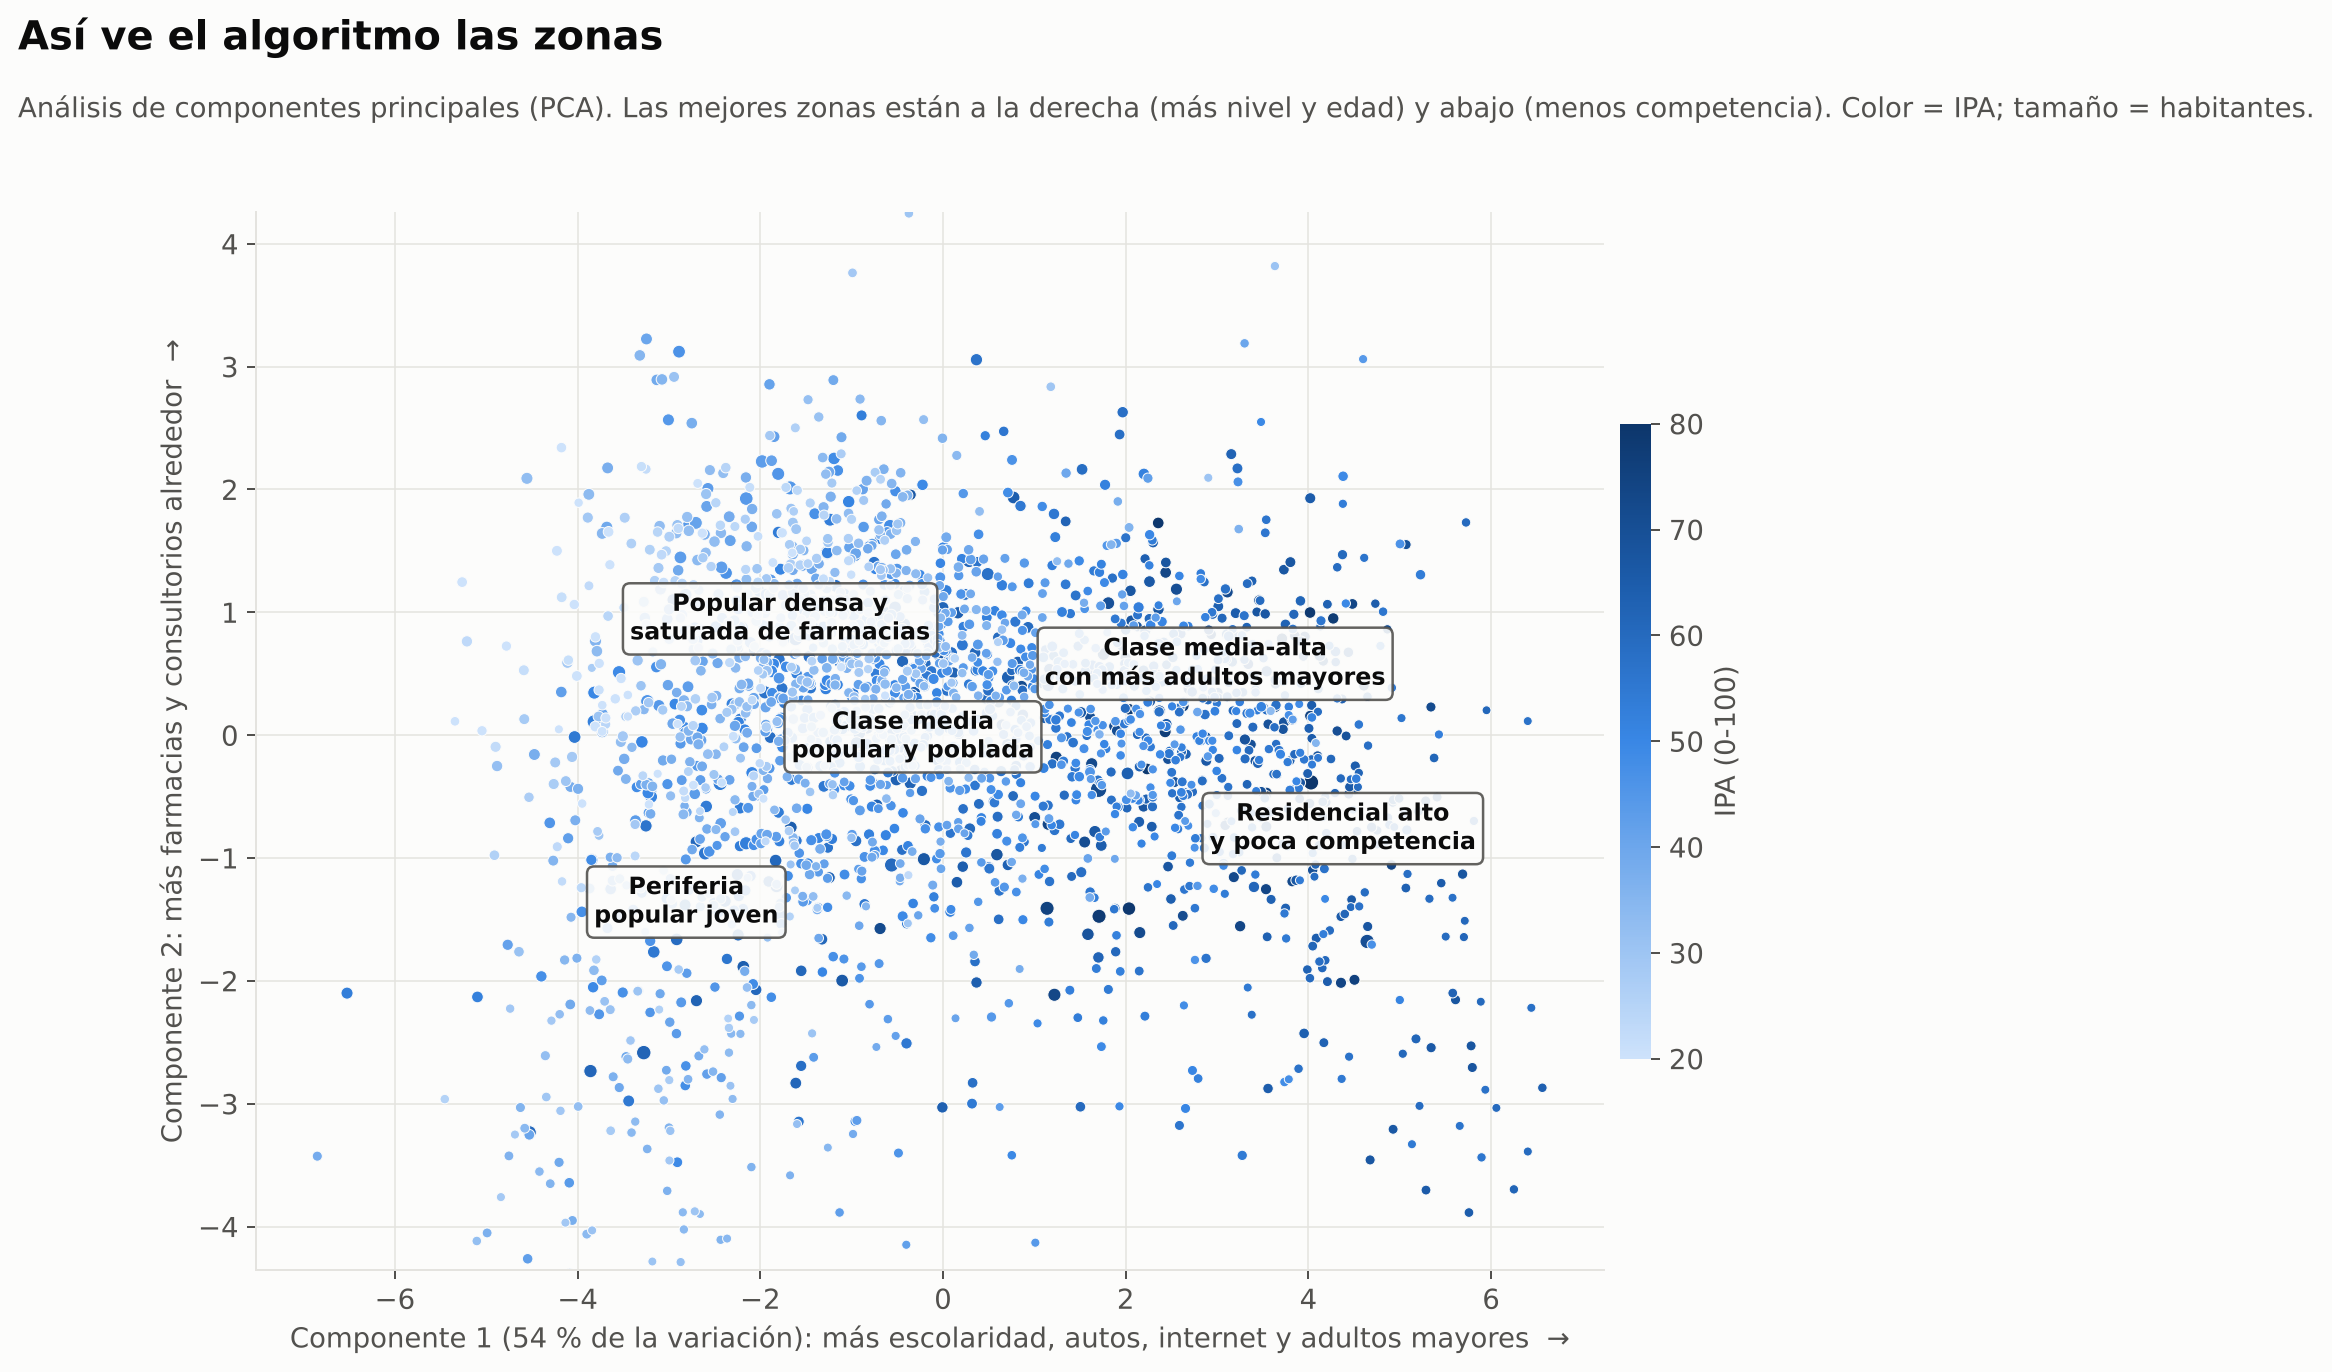 Así ve el algoritmo las zonas
Análisis de componentes principales (PCA). Las mejores zonas están a la derecha (más nivel y edad) y abajo (menos competencia). Color = IPA; tamaño = habitantes.
Componente 2: más farmacias y consultorios alrededor →
4
3
2
1
0
−1
−2
−3
−4
Popular densa y
saturada de farmacias
Clase media-alta
con más adultos mayores
Clase media
popular y poblada
Residencial alto
y poca competencia
Periferia
popular joven
−6
−4
−2
0
2
4
6
Componente 1 (54 % de la variación): más escolaridad, autos, internet y adultos mayores →
80
70
60
50
40
30
20
IPA (0-100)